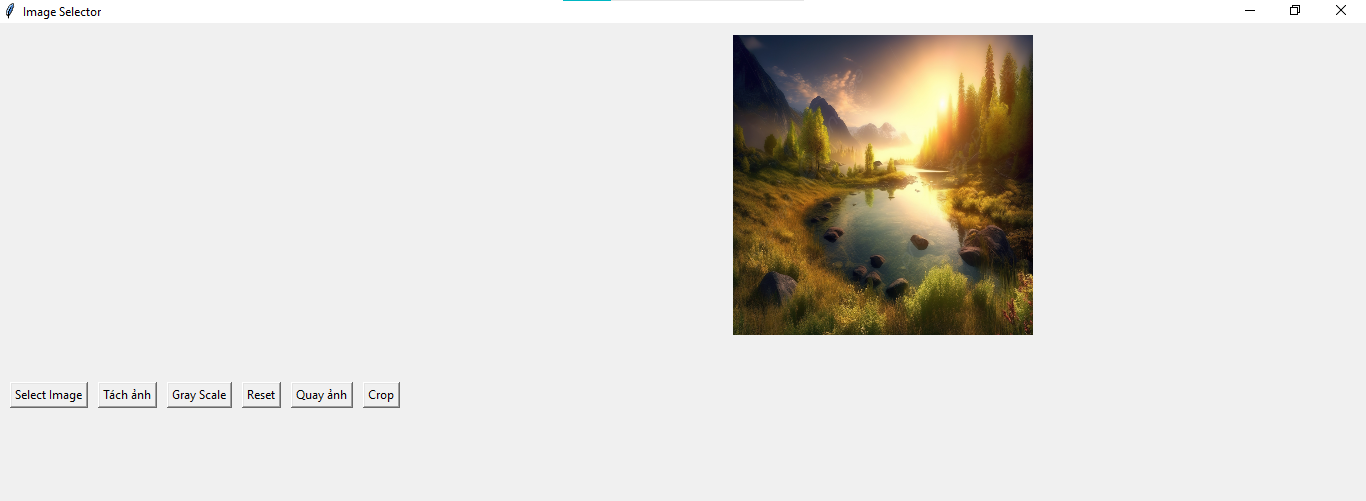 Image Selector
Select Image Tách ảnh Gray Scale Reset Quay ảnh Crop